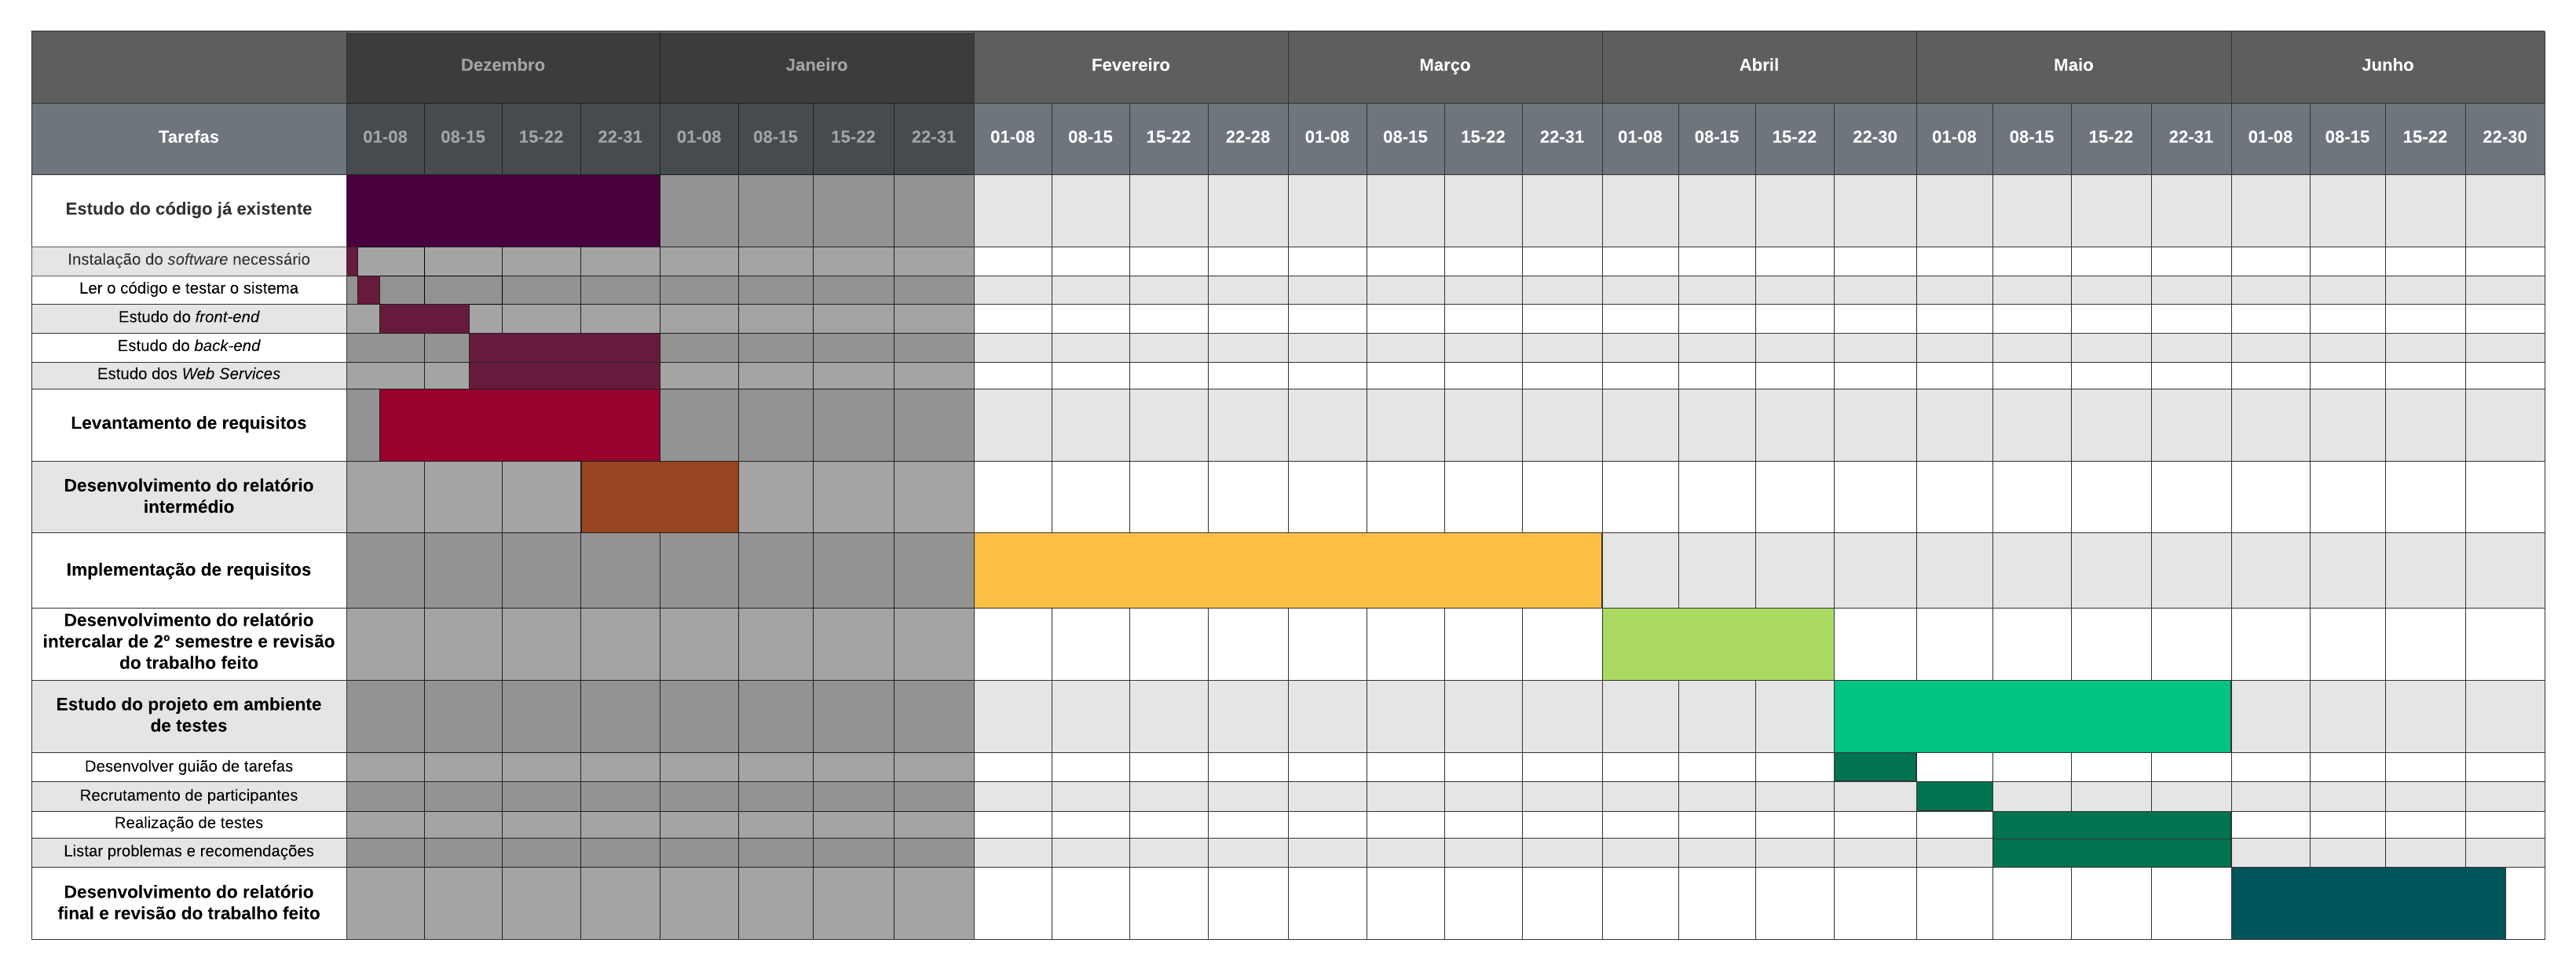 Dezembro Janeiro Fevereiro Março Abril Maio Junho
Tarefas 01-08 08-15 15-22 22-31 01-08 08-15 15-22 22-31 01-08 08-15 15-22 22-28 01-08 08-15 15-22 22-31 01-08 08-15 15-22 22-30 01-08 08-15 15-22 22-31 01-08 08-15 15-22 22-30
Estudo do código já existente
Instalação do software necessário
Ler o código e testar o sistema
Estudo do front-end
Estudo do back-end
Estudo dos Web Services
Levantamento de requisitos
Desenvolvimento do relatório
intermédio
Implementação de requisitos
Desenvolvimento do relatório
intercalar de 2º semestre e revisão
do trabalho feito
Estudo do projeto em ambiente
de testes
Desenvolver guião de tarefas
Recrutamento de participantes
Realização de testes
Listar problemas e recomendações
Desenvolvimento do relatório
final e revisão do trabalho feito